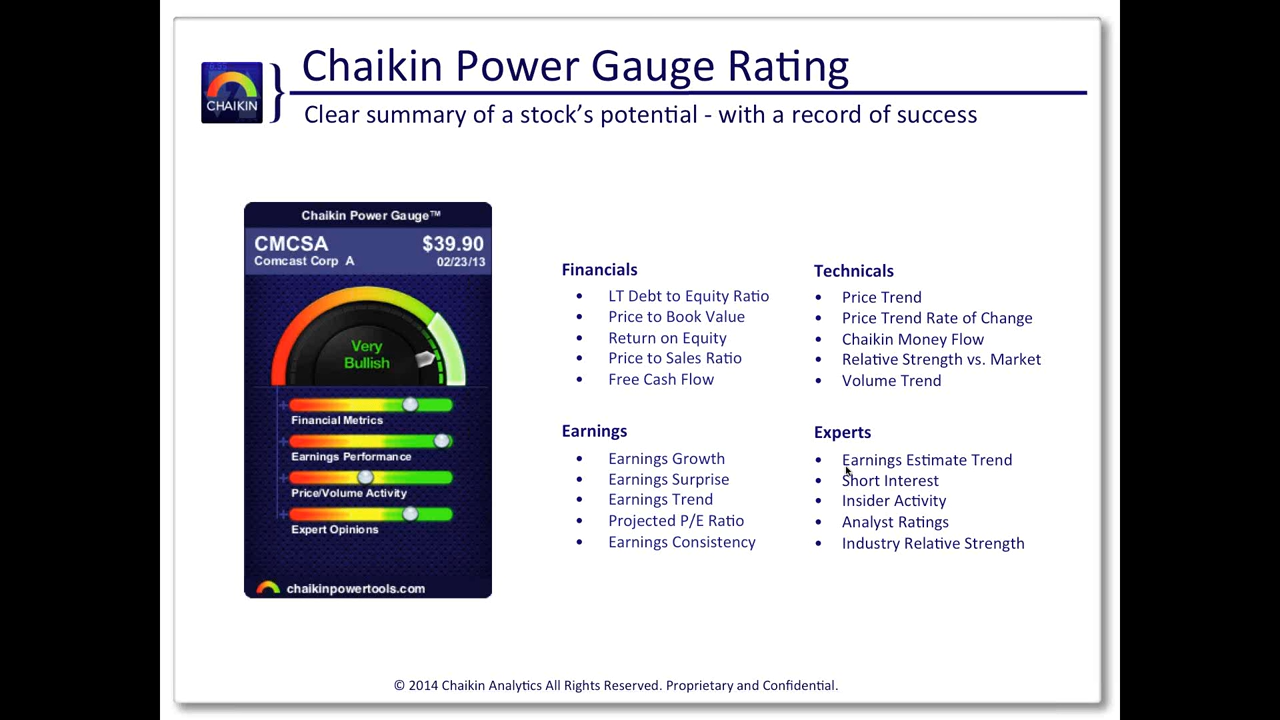 Chaikin Power Gauge Rating
CHAIKIN
Clear summary of a stock's potential - with a record of success
Chaikin Power Gauge™
CMCSA $39.90
Comcast Corp A 02/23/13
Very
Bullish
Financial Metrics
Earnings Performance
Price/Volume Activity
Expert Opinions
chaikinpowertools.com
Financials
• LT Debt to Equity Ratio
• Price to Book Value
• Return on Equity
• Price to Sales Ratio
• Free Cash Flow
Technicals
• Price Trend
• Price Trend Rate of Change
• Chaikin Money Flow
• Relative Strength vs. Market
• Volume Trend
Earnings
• Earnings Growth
• Earnings Surprise
• Earnings Trend
• Projected P/E Ratio
• Earnings Consistency
Experts
• Earnings Estimate Trend
• Short Interest
• Insider Activity
• Analyst Ratings
• Industry Relative Strength
© 2014 Chaikin Analytics All Rights Reserved. Proprietary and Confidential.